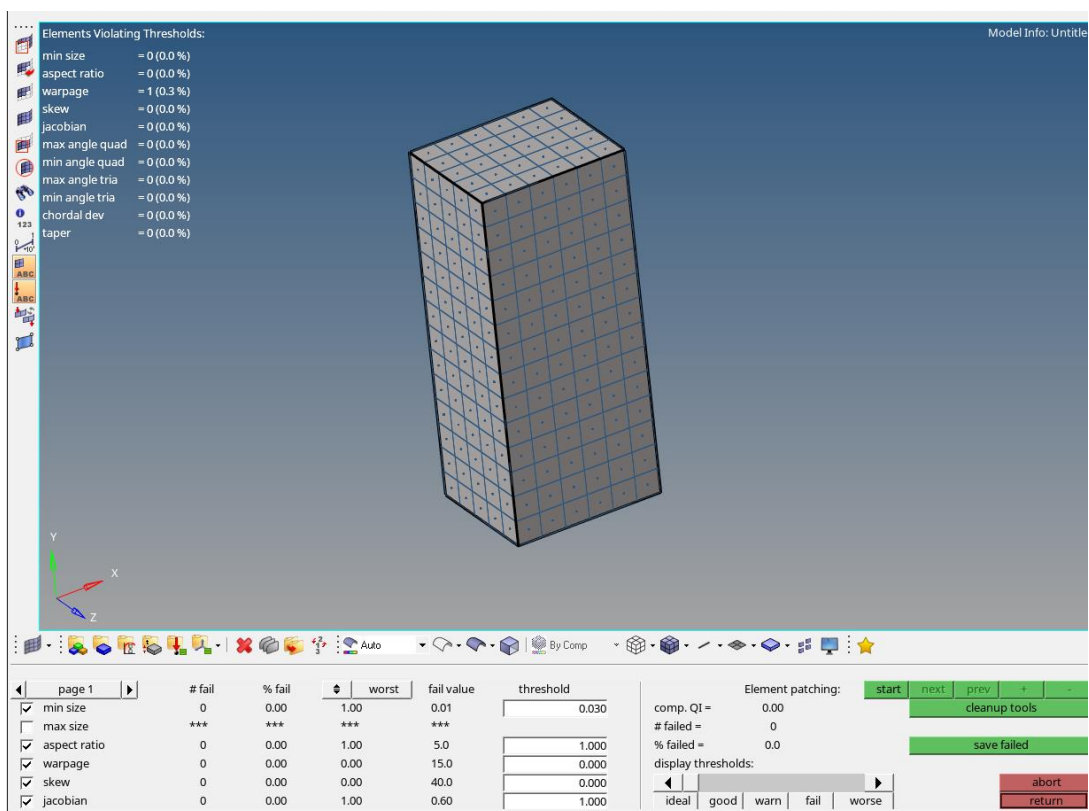 Elements Violating Thresholds:
Model Info: Untitle
min size = 0 (0.0 %)
aspect ratio = 0 (0.0 %)
warpage = 1 (0.3 %)
skew = 0 (0.0 %)
jacobian = 0 (0.0 %)
max angle quad = 0 (0.0 %)
min angle quad = 0 (0.0 %)
max angle tria = 0 (0.0 %)
min angle tria = 0 (0.0 %)
chordal dev = 0 (0.0 %)
taper = 0 (0.0 %)
123
ABC
ABC
Y
X
Z
Auto
By Comp
page 1 # fail % fail worst fail value threshold Element patching: start next prev + -
min size 0 0.00 1.00 0.01 0.030 comp. QI = 0.00 cleanup tools
max size *** *** *** *** # failed = 0
aspect ratio 0 0.00 1.00 5.0 1.000 % failed = 0.0 save failed
warpage 0 0.00 0.00 15.0 0.000 display thresholds:
skew 0 0.00 0.00 40.0 0.000 abort
jacobian 0 0.00 1.00 0.60 1.000 ideal good warn fail worse return